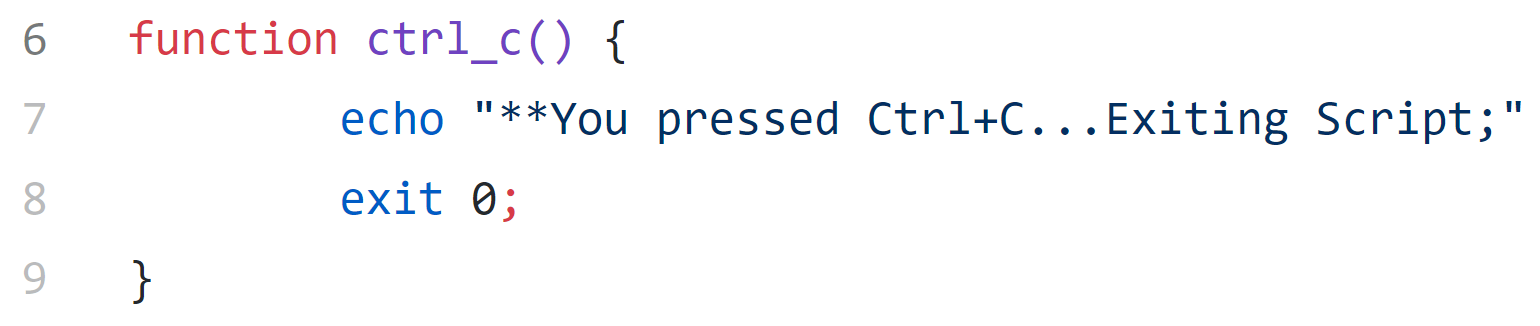 6 function ctrl_c() {
7 echo "**You pressed Ctrl+C...Exiting Script;"
8 exit 0;
9 }